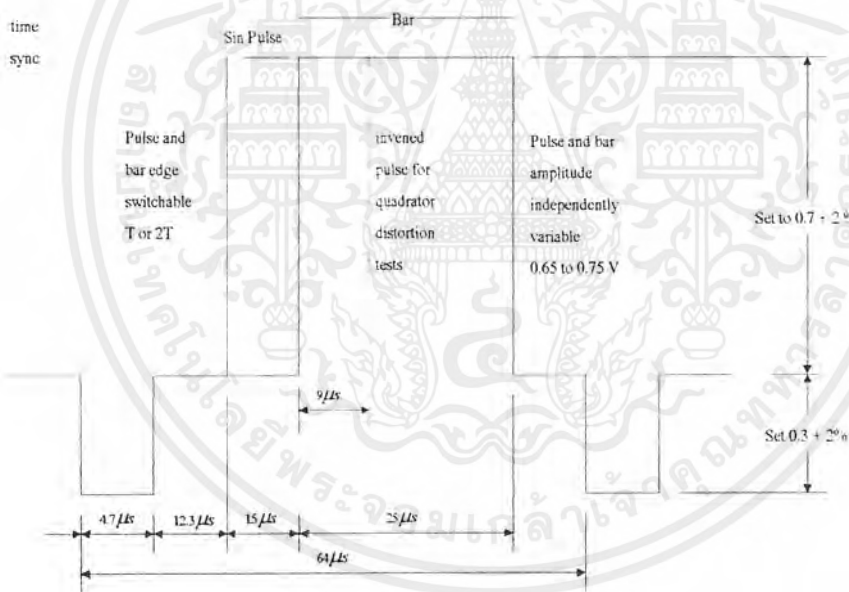 time
sync
Bar
Sin Pulse
Pulse and
bar edge
switchable
T or 2T
invened
pulse for
quadrator
distortion
tests
Pulse and bar
amplitude
independently
variable
0.65 to 0.75 V
Set to 0.7 + 2%
Set 0.3 + 2%
9μs
4.7μs
12.3μs
15μs
25μs
64μs